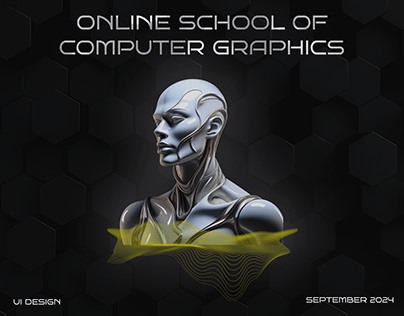 ONLINE SCHOOL OF
COMPUTER GRAPHICS
UI DESIGN
SEPTEMBER 2024